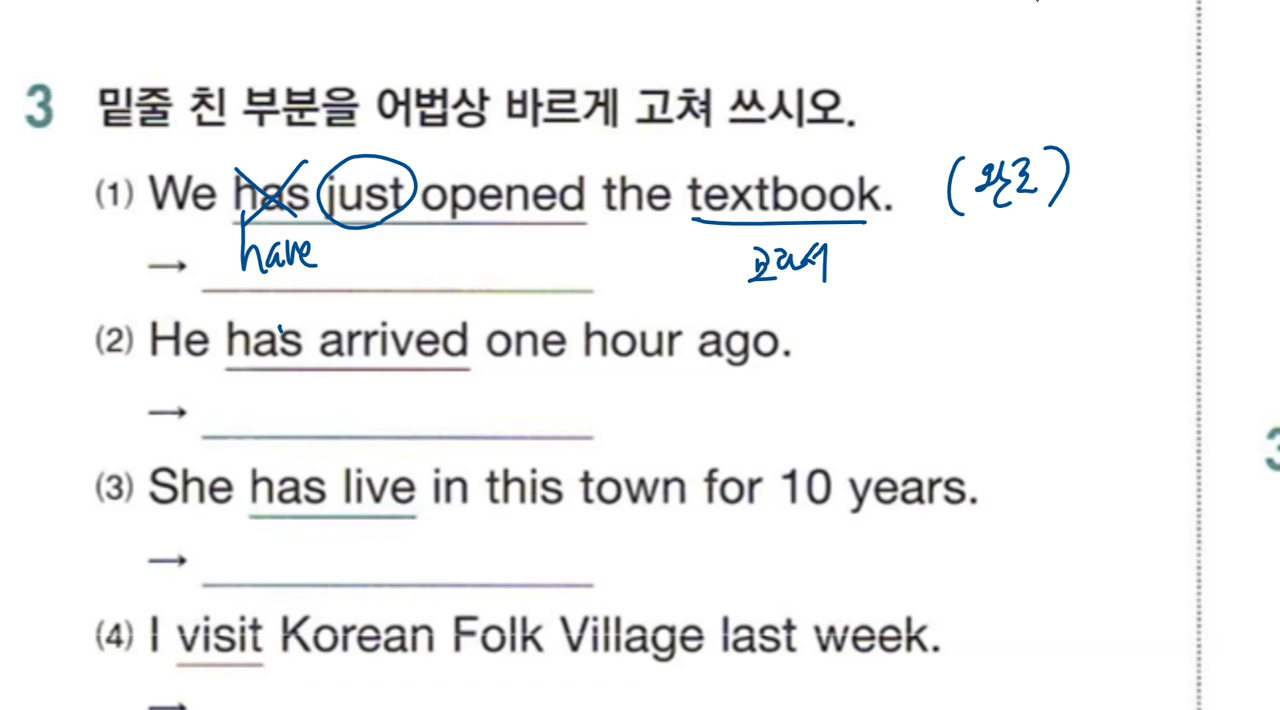 3 밑줄 친 부분을 어법상 바르게 고쳐 쓰시오.
(1) We has just opened the textbook. (완료)
have
교과서
→
(2) He has arrived one hour ago.
→
(3) She has live in this town for 10 years.
→
(4) I visit Korean Folk Village last week.
→
3